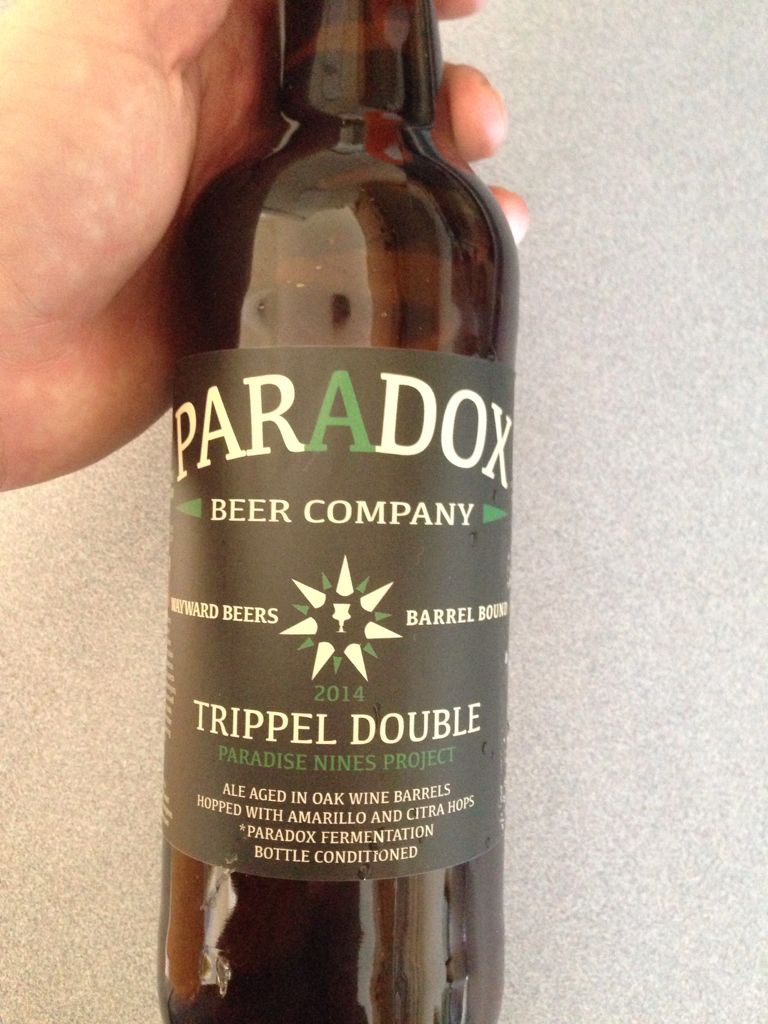 PARADOX
BEER COMPANY
WAYWARD BEERS BARREL BOUND
2014
TRIPPEL DOUBLE
PARADISE NINES PROJECT
ALE AGED IN OAK WINE BARRELS
HOPPED WITH AMARILLO AND CITRA HOPS
*PARADOX FERMENTATION
BOTTLE CONDITIONED